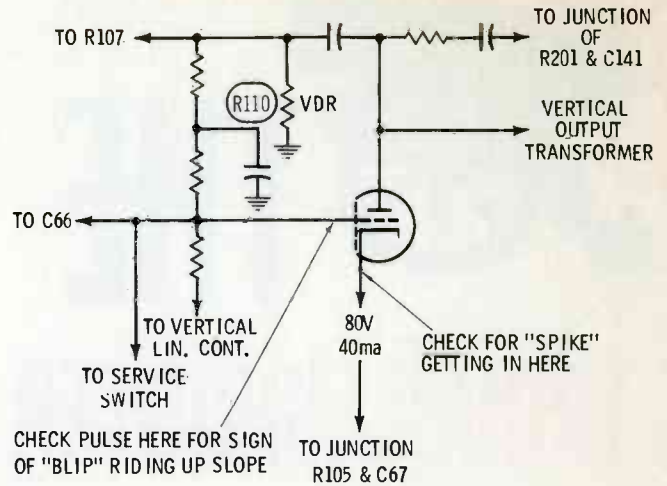 TO R107
R110
VDR
TO JUNCTION
OF
R201 & C141
VERTICAL
OUTPUT
TRANSFORMER
TO C66
TO VERTICAL
LIN. CONT.
TO SERVICE
SWITCH
80V
40ma
CHECK FOR "SPIKE"
GETTING IN HERE
CHECK PULSE HERE FOR SIGN
OF "BLIP" RIDING UP SLOPE
TO JUNCTION
R105 & C67